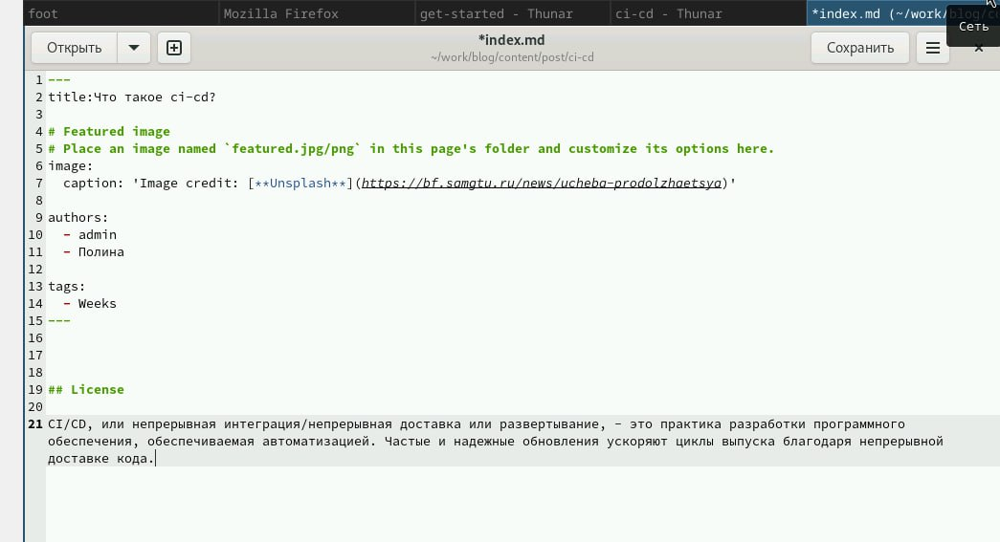 foot
Mozilla Firefox
get-started - Thunar
ci-cd - Thunar
*index.md (~/work/blog/c
Сеть
Открыть
*index.md
~/work/blog/content/post/ci-cd
Сохранить
1 ---
2 title:Что такое ci-cd?
3
4 # Featured image
5 # Place an image named `featured.jpg/png` in this page's folder and customize its options here.
6 image:
7   caption: 'Image credit: [**Unsplash**](https://bf.samgtu.ru/news/ucheba-prodolzhaetsya)'
8
9 authors:
10   - admin
11   - Полина
12
13 tags:
14   - Weeks
15 ---
16
17
18
19 ## License
20
21 CI/CD, или непрерывная интеграция/непрерывная доставка или развертывание, - это практика разработки программного
обеспечения, обеспечиваемая автоматизацией. Частые и надежные обновления ускоряют циклы выпуска благодаря непрерывной
доставке кода.